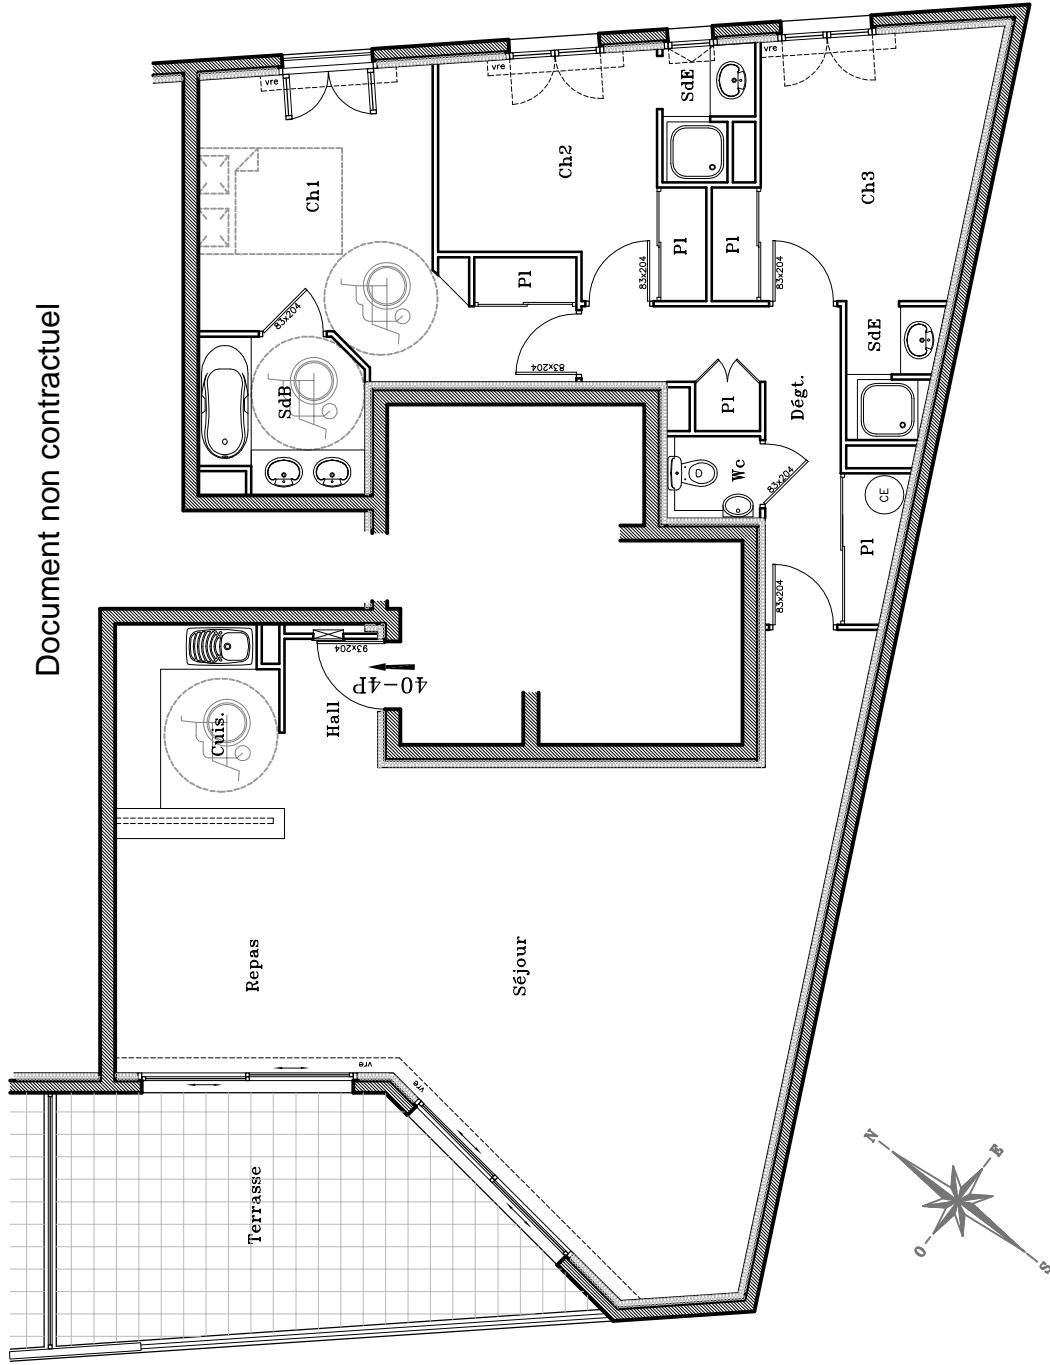 Document non contractuel
vre
vre
vre
Ch1
Ch2
SdE
Ch3
Pl
Pl
Pl
83x204
83x204
83x204
83x204
SdB
SdE
Pl
Dégt.
Wc
83x204
CE
Pl
83x204
93x204
40-4P
Hall
Cuis.
Repas
Séjour
vre
vre
Terrasse
N
E
O
S